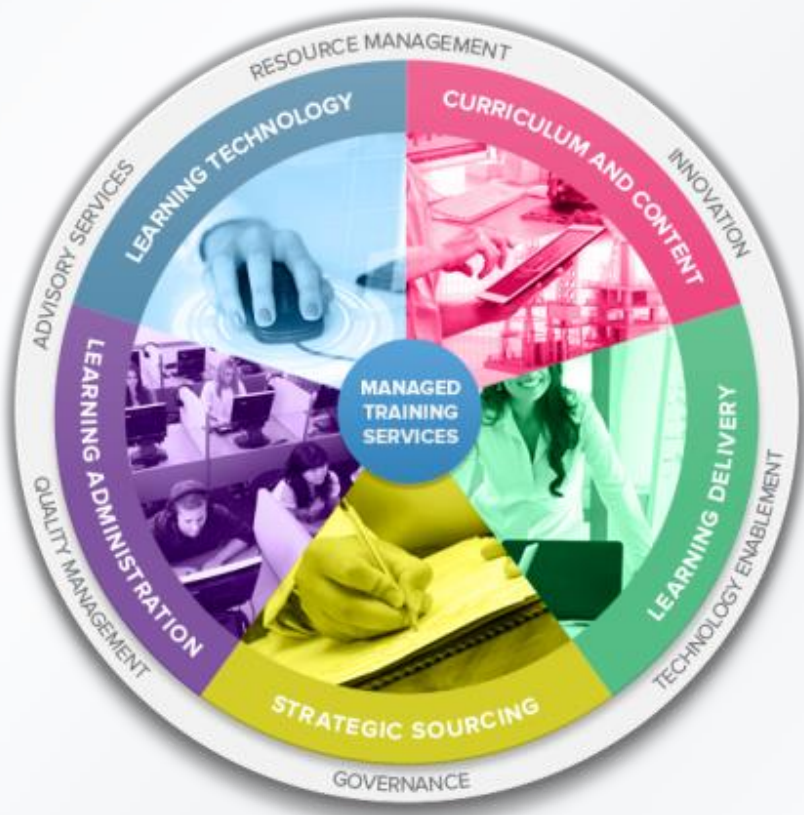 RESOURCE MANAGEMENT
INNOVATION
TECHNOLOGY ENABLEMENT
GOVERNANCE
QUALITY MANAGEMENT
ADVISORY SERVICES
LEARNING TECHNOLOGY
CURRICULUM AND CONTENT
LEARNING DELIVERY
STRATEGIC SOURCING
LEARNING ADMINISTRATION
MANAGED
TRAINING
SERVICES